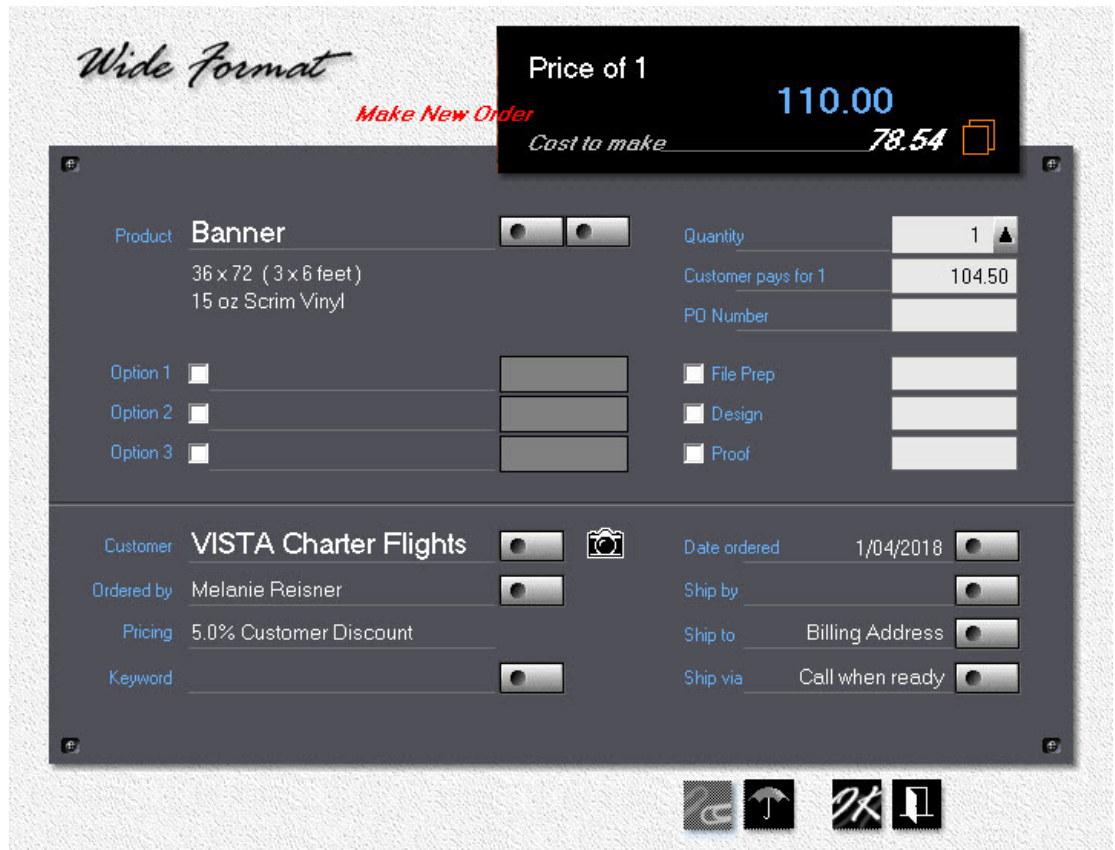 Wide Format
Make New Order
Price of 1
110.00
Cost to make 78.54
Product Banner
36 x 72 ( 3 x 6 feet )
15 oz Scrim Vinyl
Quantity 1
Customer pays for 1 104.50
PO Number
Option 1
Option 2
Option 3
File Prep
Design
Proof
Customer VISTA Charter Flights
Ordered by Melanie Reisner
Pricing 5.0% Customer Discount
Keyword
Date ordered 1/04/2018
Ship by
Ship to Billing Address
Ship via Call when ready
OK